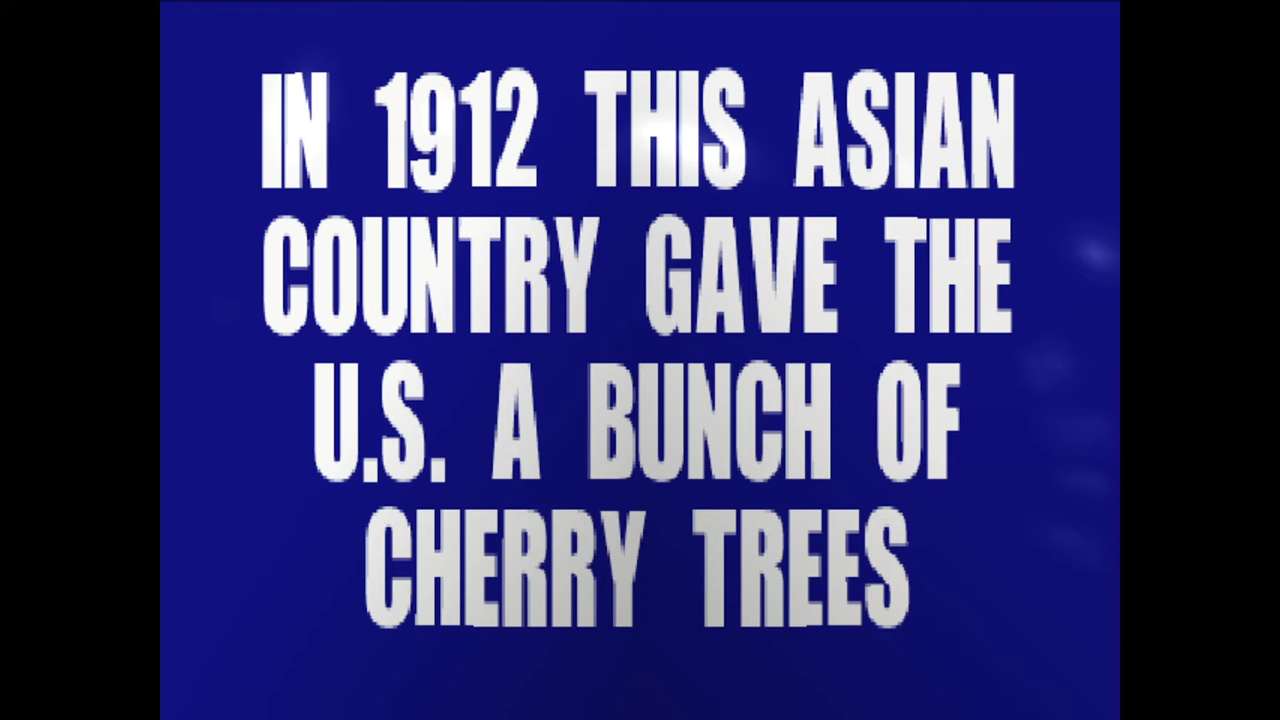 IN 1912 THIS ASIAN
COUNTRY GAVE THE
U.S. A BUNCH OF
CHERRY TREES